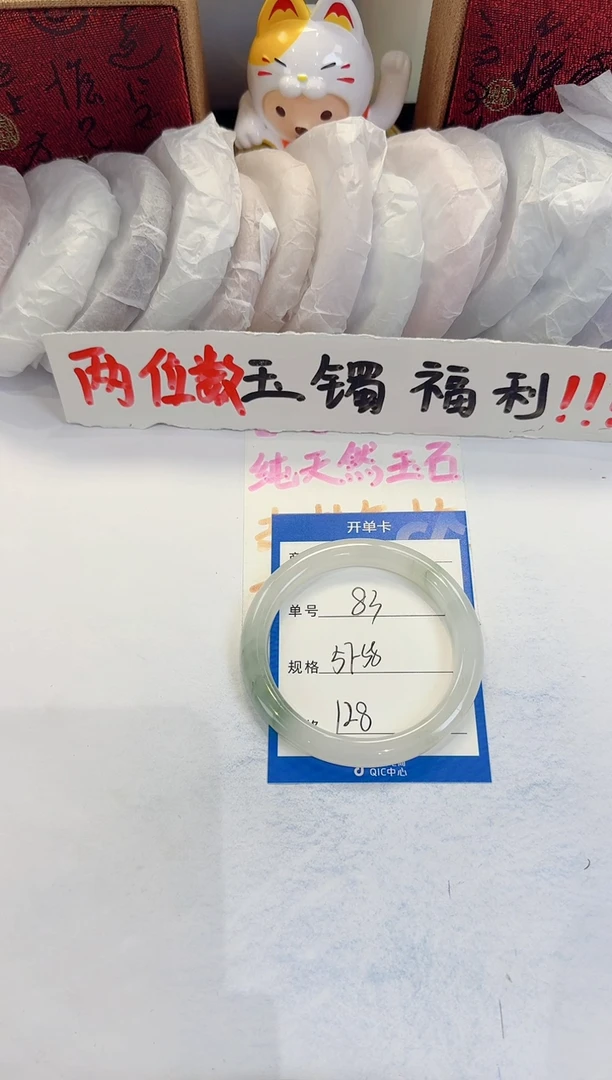 两位数玉镯福利!!!
纯天然玉石
开单卡
单号 83
规格 57-58
格 128
QIC中心